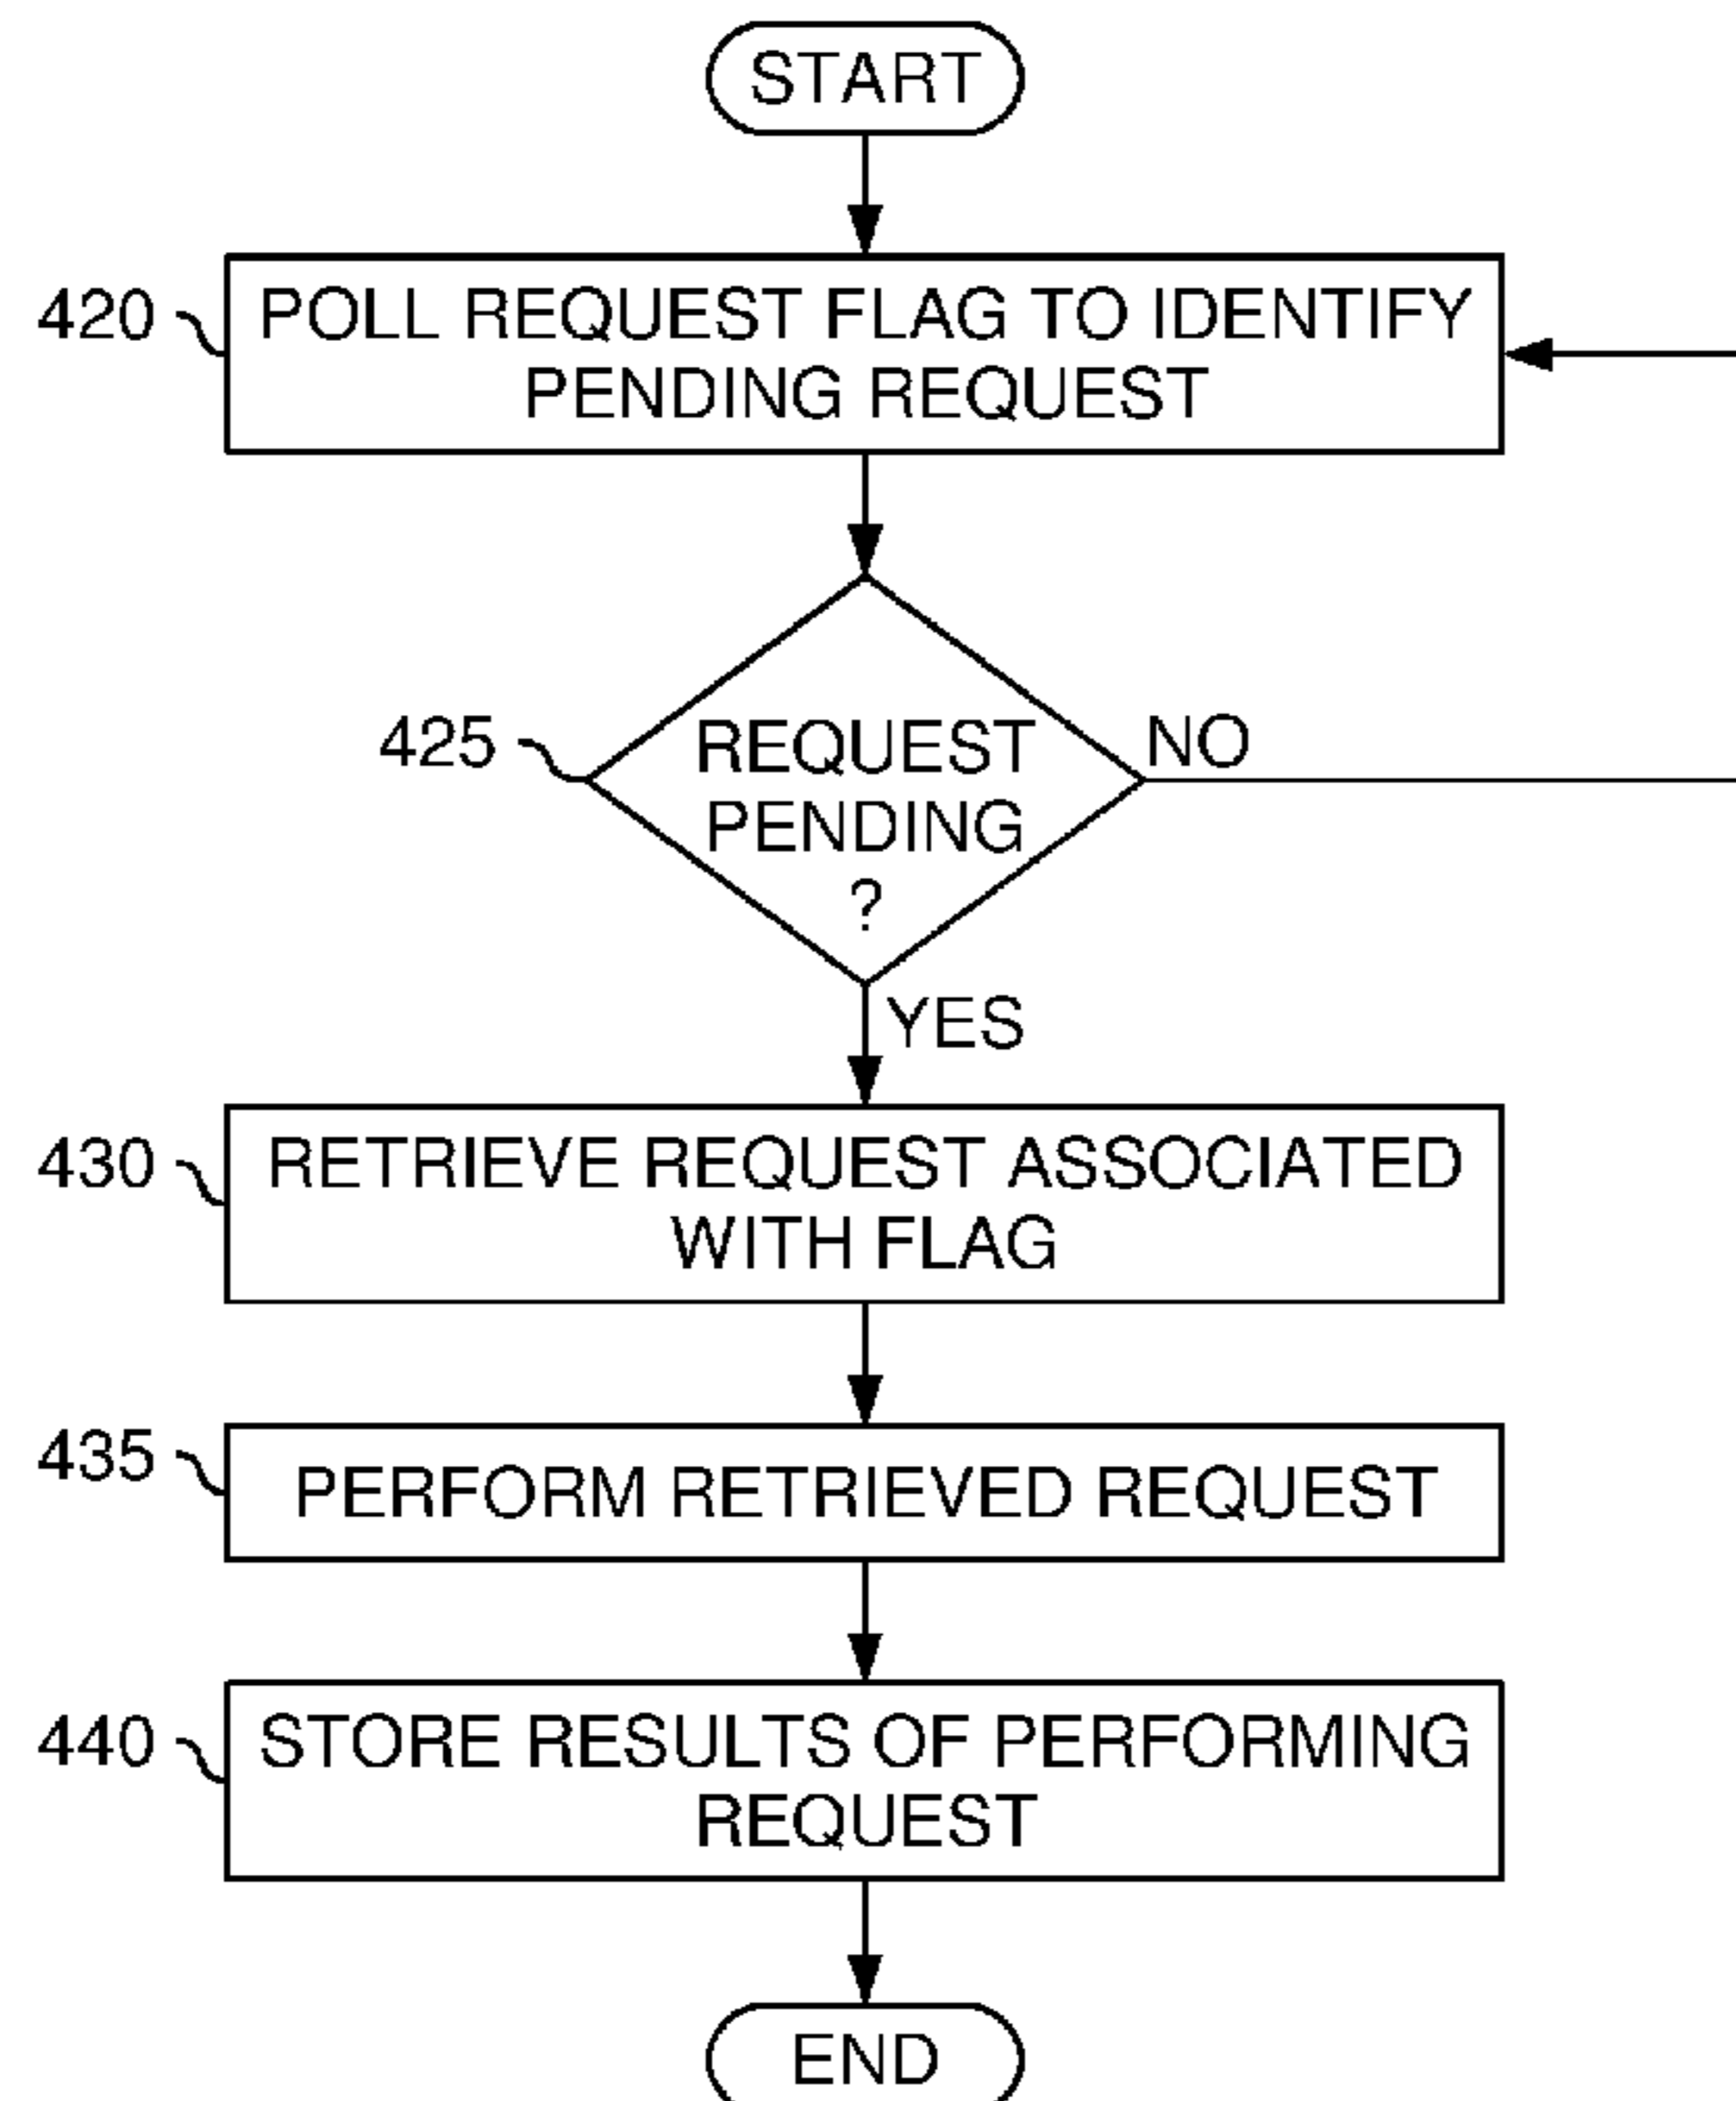 START
420
POLL REQUEST FLAG TO IDENTIFY
PENDING REQUEST
425
REQUEST
PENDING
?
NO
YES
430
RETRIEVE REQUEST ASSOCIATED
WITH FLAG
435
PERFORM RETRIEVED REQUEST
440
STORE RESULTS OF PERFORMING
REQUEST
END